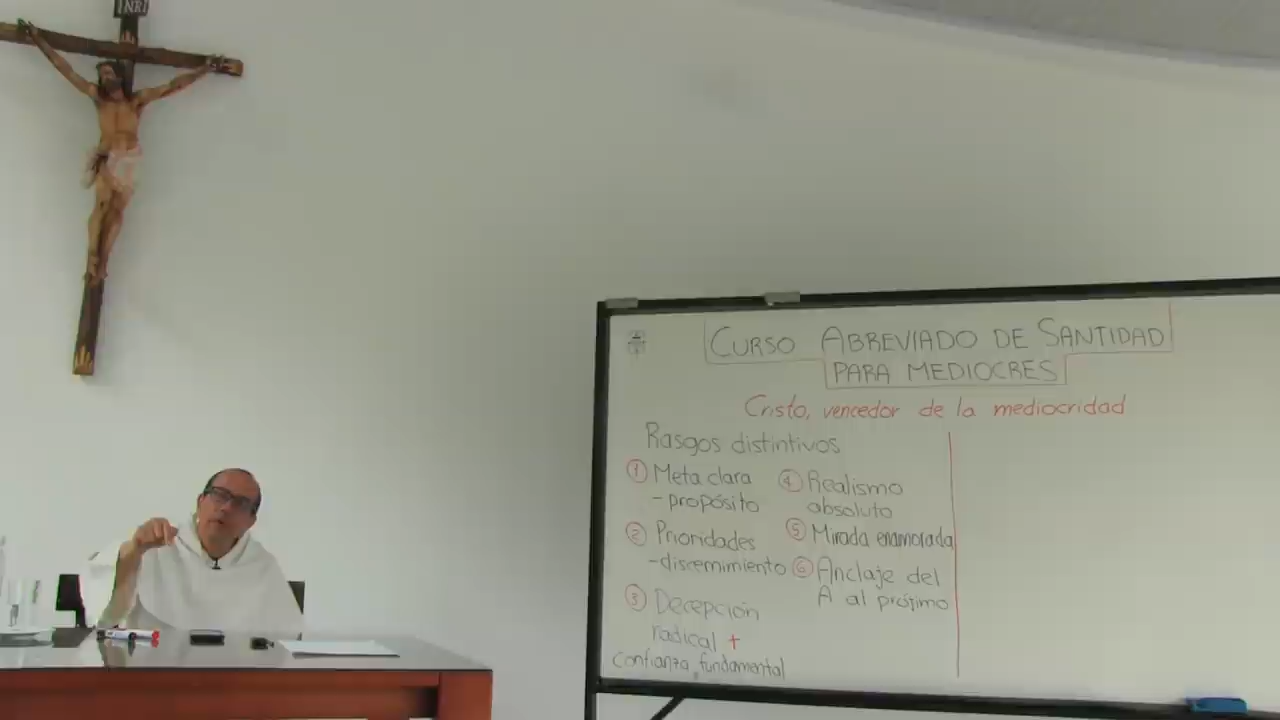 INRI
CURSO ABREVIADO DE SANTIDAD
PARA MEDIOCRES
Cristo, vencedor de la mediocridad
Rasgos distintivos
① Meta clara
- propósito
② Prioridades
- discernimiento
③ Decepción
radical +
confianza fundamental
④ Realismo
absoluto
⑤ Mirada enamorada
⑥ Anclaje del
A al prójimo